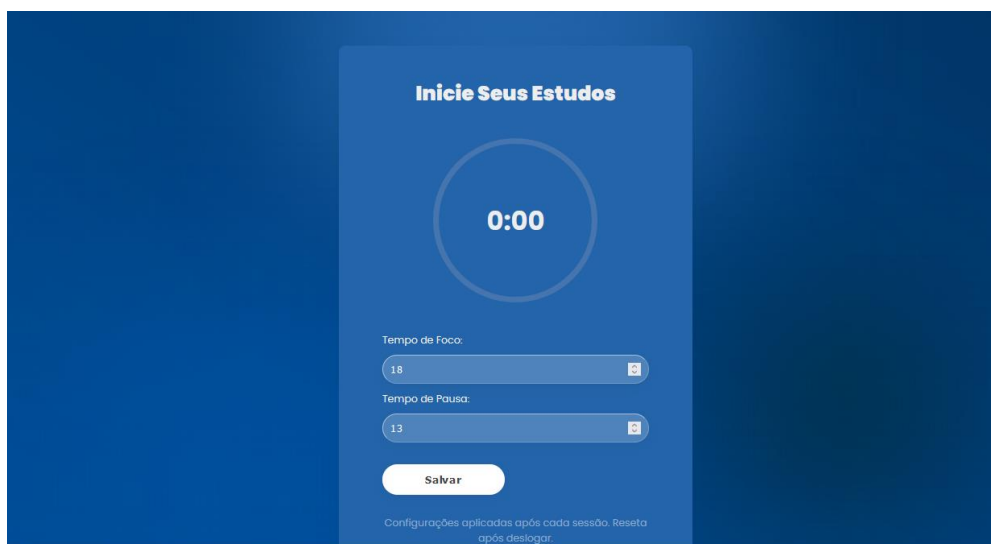 Inicie Seus Estudos
0:00
Tempo de Foco:
18
Tempo de Pausa:
13
Salvar
Configurações aplicadas após cada sessão. Reseta
após deslogar.